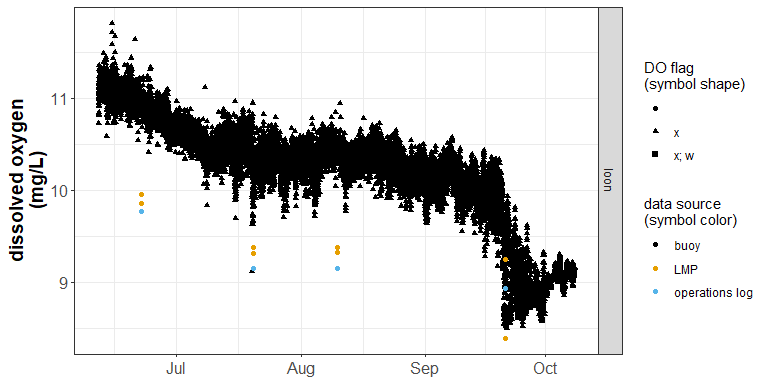 dissolved oxygen
(mg/L)
11
10
9
Jul
Aug
Sep
Oct
loon
DO flag
(symbol shape)
x
x; w
data source
(symbol color)
buoy
LMP
operations log